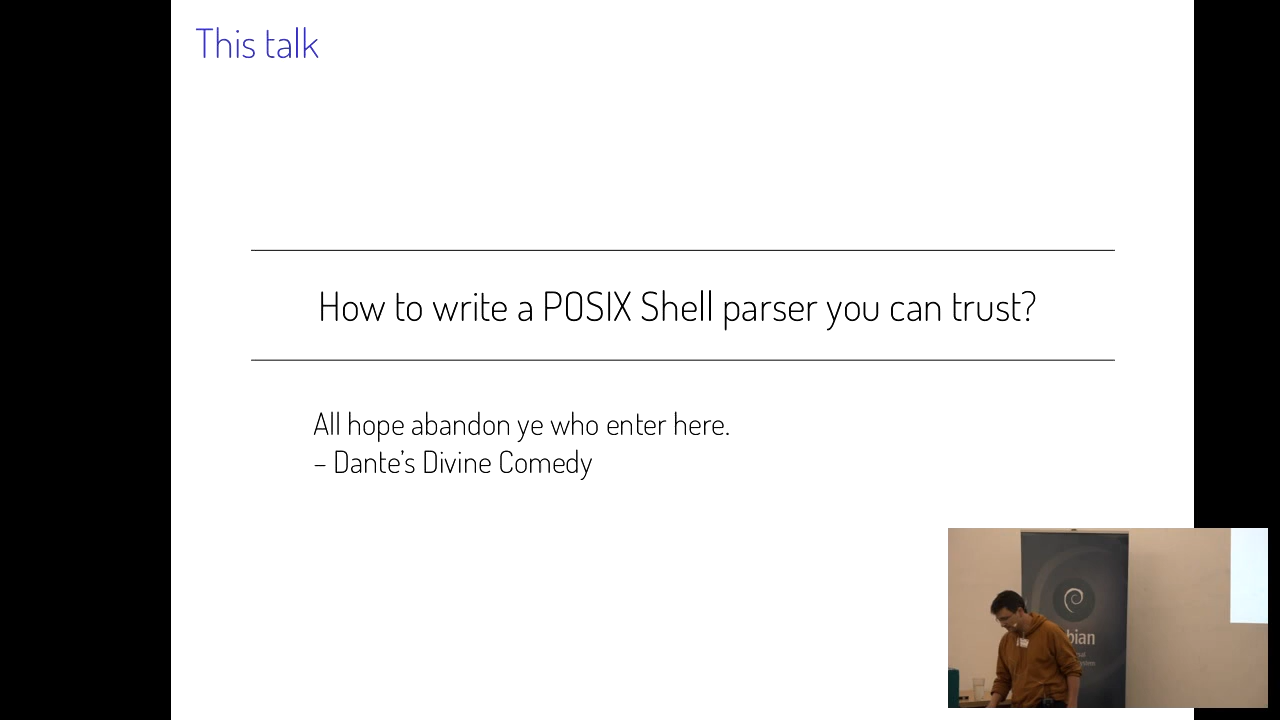 This talk
How to write a POSIX Shell parser you can trust?
All hope abandon ye who enter here.
– Dante's Divine Comedy
bian